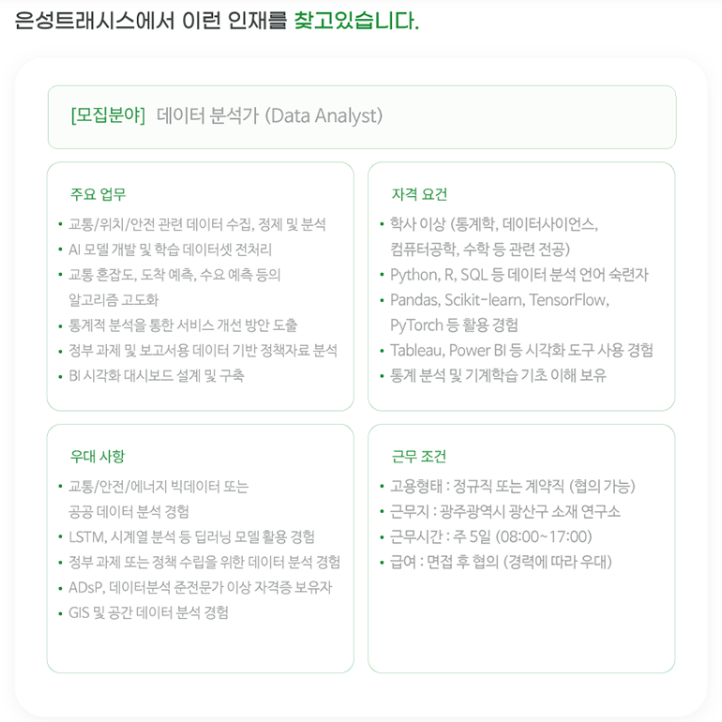 은성트래시스에서 이런 인재를 찾고있습니다.
[모집분야] 데이터 분석가 (Data Analyst)
주요 업무
• 교통/위치/안전 관련 데이터 수집, 정제 및 분석
• AI 모델 개발 및 학습 데이터셋 전처리
• 교통 혼잡도, 도착 예측, 수요 예측 등의
알고리즘 고도화
• 통계적 분석을 통한 서비스 개선 방안 도출
• 정부 과제 및 보고서용 데이터 기반 정책자료 분석
• BI 시각화 대시보드 설계 및 구축
자격 요건
• 학사 이상 (통계학, 데이터사이언스,
컴퓨터공학, 수학 등 관련 전공)
• Python, R, SQL 등 데이터 분석 언어 숙련자
• Pandas, Scikit-learn, TensorFlow,
PyTorch 등 활용 경험
• Tableau, Power BI 등 시각화 도구 사용 경험
• 통계 분석 및 기계학습 기초 이해 보유
우대 사항
• 교통/안전/에너지 빅데이터 또는
공공 데이터 분석 경험
• LSTM, 시계열 분석 등 딥러닝 모델 활용 경험
• 정부 과제 또는 정책 수립을 위한 데이터 분석 경험
• ADsP, 데이터분석 준전문가 이상 자격증 보유자
• GIS 및 공간 데이터 분석 경험
근무 조건
• 고용형태 : 정규직 또는 계약직 (협의 가능)
• 근무지 : 광주광역시 광산구 소재 연구소
• 근무시간 : 주 5일 (08:00~17:00)
• 급여 : 면접 후 협의 (경력에 따라 우대)